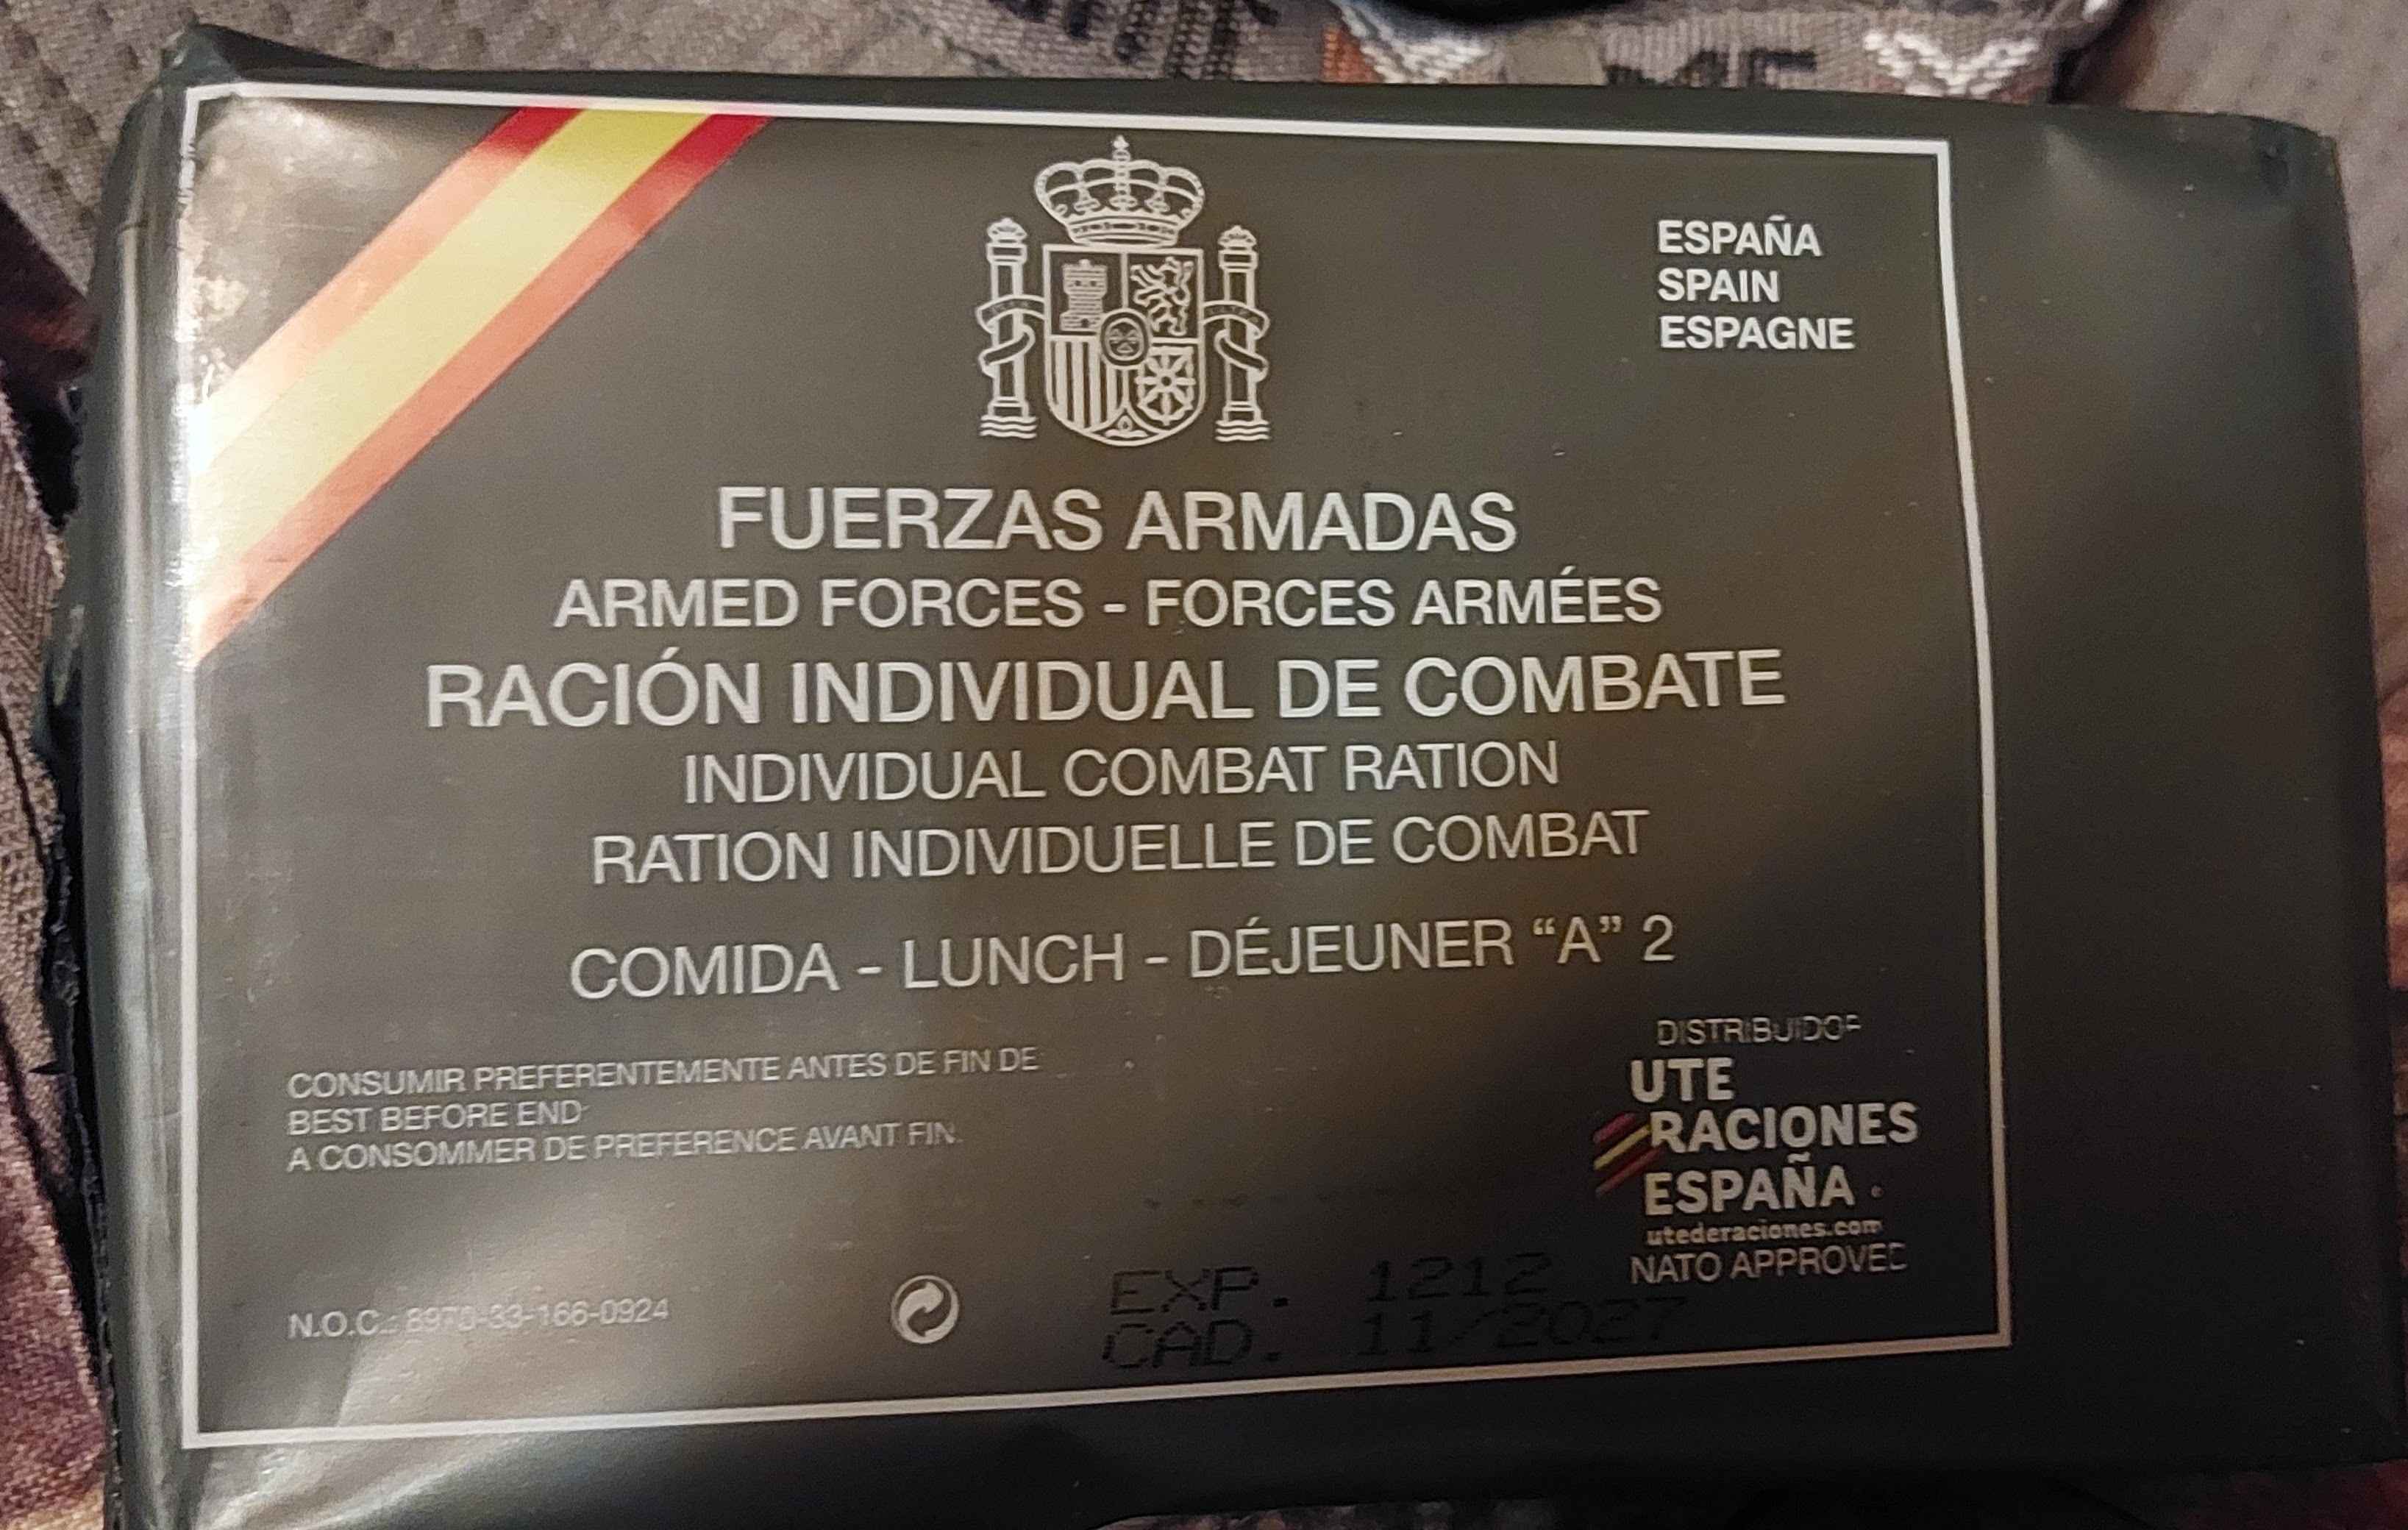 ESPAÑA
SPAIN
ESPAGNE
FUERZAS ARMADAS
ARMED FORCES - FORCES ARMÉES
RACIÓN INDIVIDUAL DE COMBATE
INDIVIDUAL COMBAT RATION
RATION INDIVIDUELLE DE COMBAT
COMIDA - LUNCH - DÉJEUNER “A” 2
CONSUMIR PREFERENTEMENTE ANTES DE FIN DE
BEST BEFORE END
A CONSOMMER DE PREFERENCE AVANT FIN.
DISTRIBUIDOR
UTE
RACIONES
ESPAÑA
utederaciones.com
NATO APPROVED
N.O.C.: 8970-33-166-0924
EXP. 1212
CAD. 11/2027